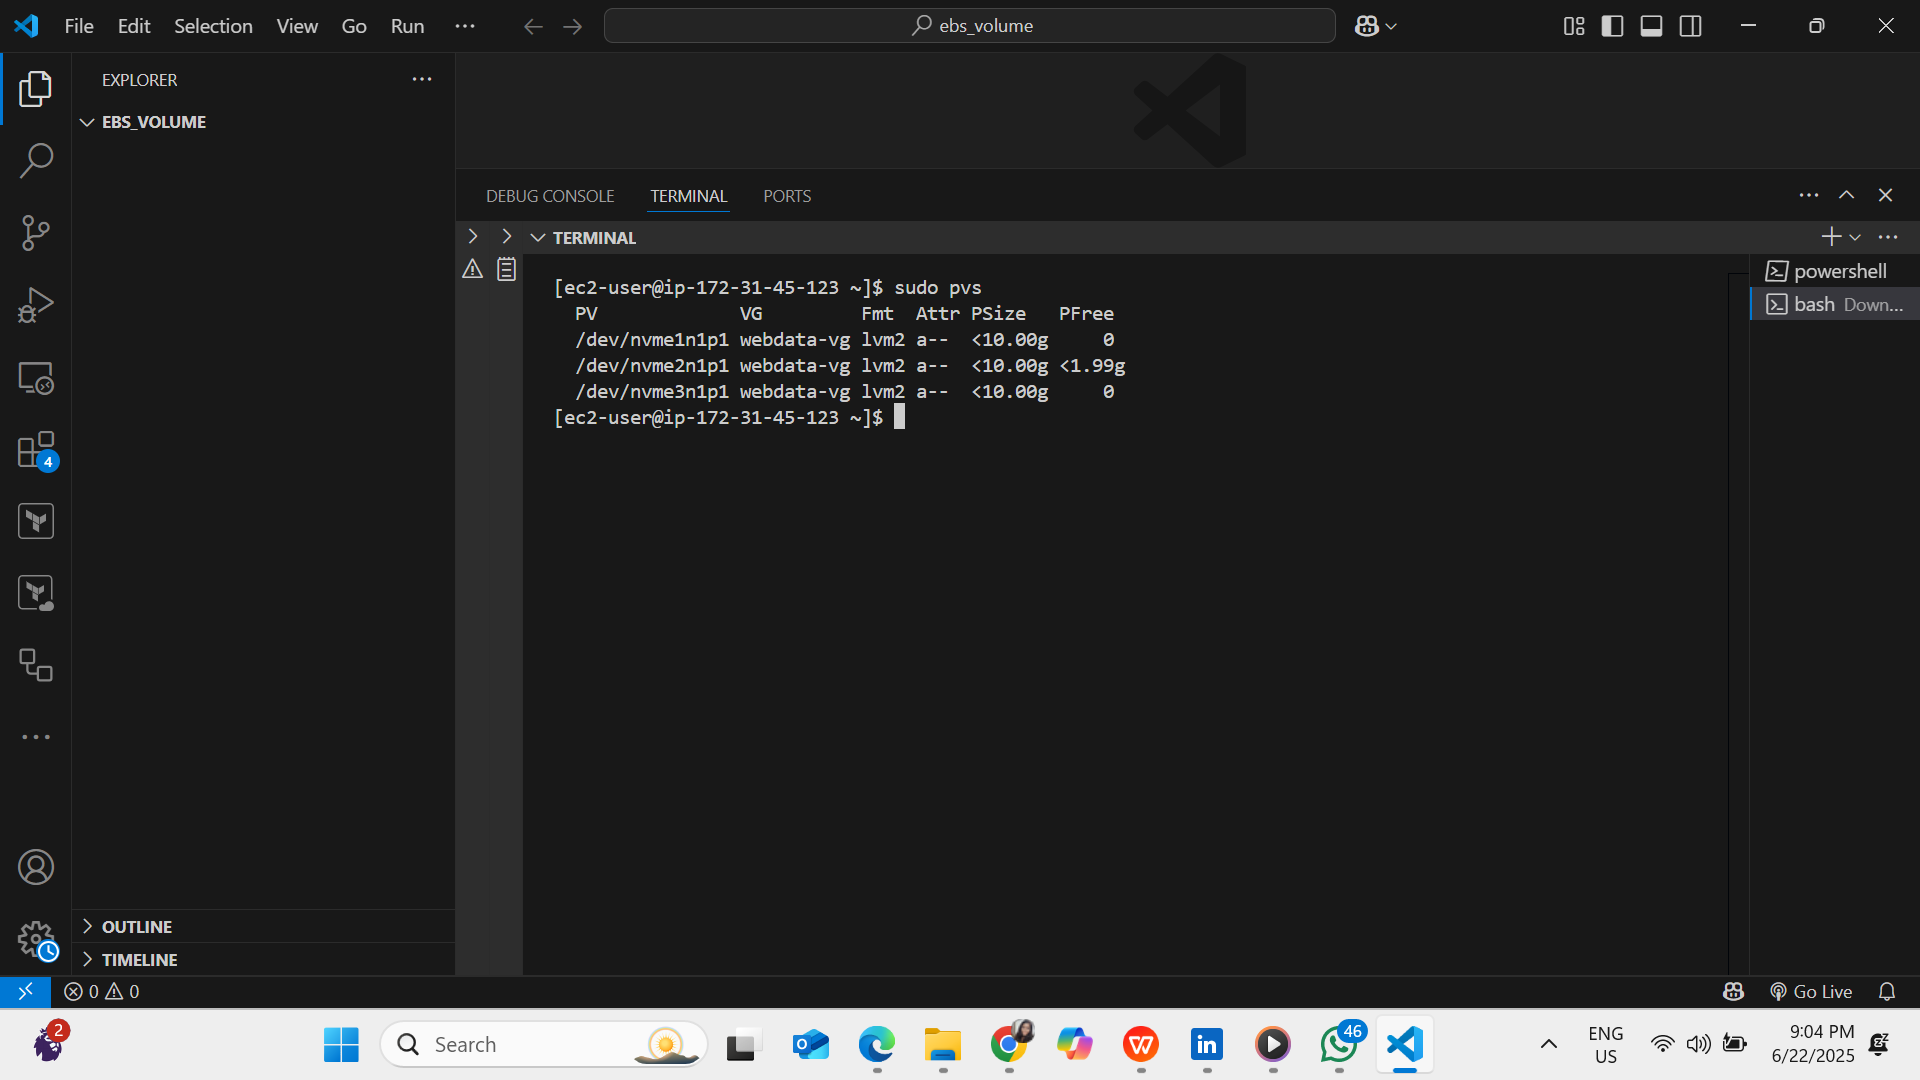 File Edit Selection View Go Run ··· ebs_volume
EXPLORER ···
EBS_VOLUME
DEBUG CONSOLE TERMINAL PORTS ···
TERMINAL ···
[ec2-user@ip-172-31-45-123 ~]$ sudo pvs
PV VG Fmt Attr PSize PFree
/dev/nvme1n1p1 webdata-vg lvm2 a-- <10.00g 0
/dev/nvme2n1p1 webdata-vg lvm2 a-- <10.00g <1.99g
/dev/nvme3n1p1 webdata-vg lvm2 a-- <10.00g 0
[ec2-user@ip-172-31-45-123 ~]$
powershell
bash Down...
4
OUTLINE
TIMELINE
0 0 Go Live
2
Search
46
ENG
US
9:04 PM
6/22/2025